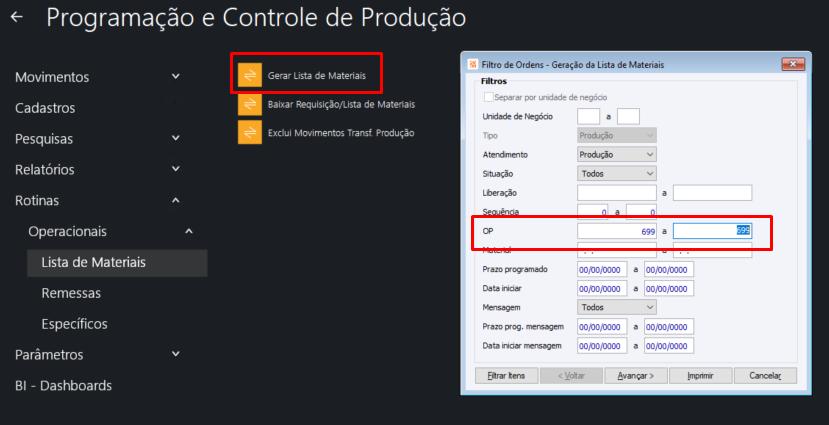 Programação e Controle de Produção
Movimentos
Cadastros
Pesquisas
Relatórios
Rotinas
Operacionais
Lista de Materiais
Remessas
Específicos
Parâmetros
BI - Dashboards
Gerar Lista de Materiais
Baixar Requisição/Lista de Materiais
Exclui Movimentos Transf. Produção
Filtro de Ordens - Geração da Lista de Materiais
Filtros
Separar por unidade de negócio
Unidade de Negócio a
Tipo Produção
Atendimento Produção
Situação Todos
Liberação a
Sequência 0 a 0
OP 699 a 699
Material . . a . .
Prazo programado 00/00/0000 a 00/00/0000
Data iniciar 00/00/0000 a 00/00/0000
Mensagem Todos
Prazo prog. mensagem 00/00/0000 a 00/00/0000
Data iniciar mensagem 00/00/0000 a 00/00/0000
Filtrar Itens < Voltar Avançar > Imprimir Cancelar